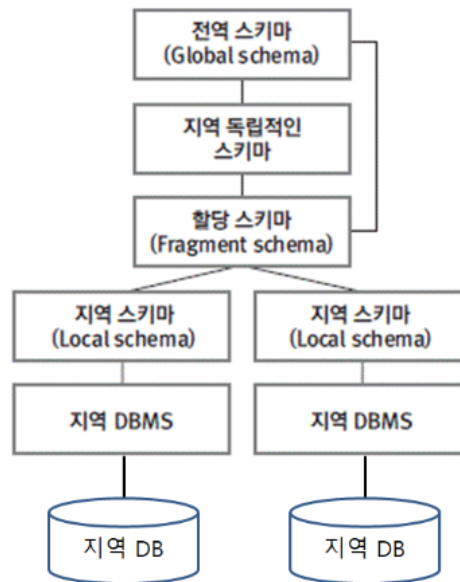 전역 스키마
(Global schema)
지역 독립적인
스키마
할당 스키마
(Fragment schema)
지역 스키마
(Local schema)
지역 스키마
(Local schema)
지역 DBMS
지역 DBMS
지역 DB
지역 DB